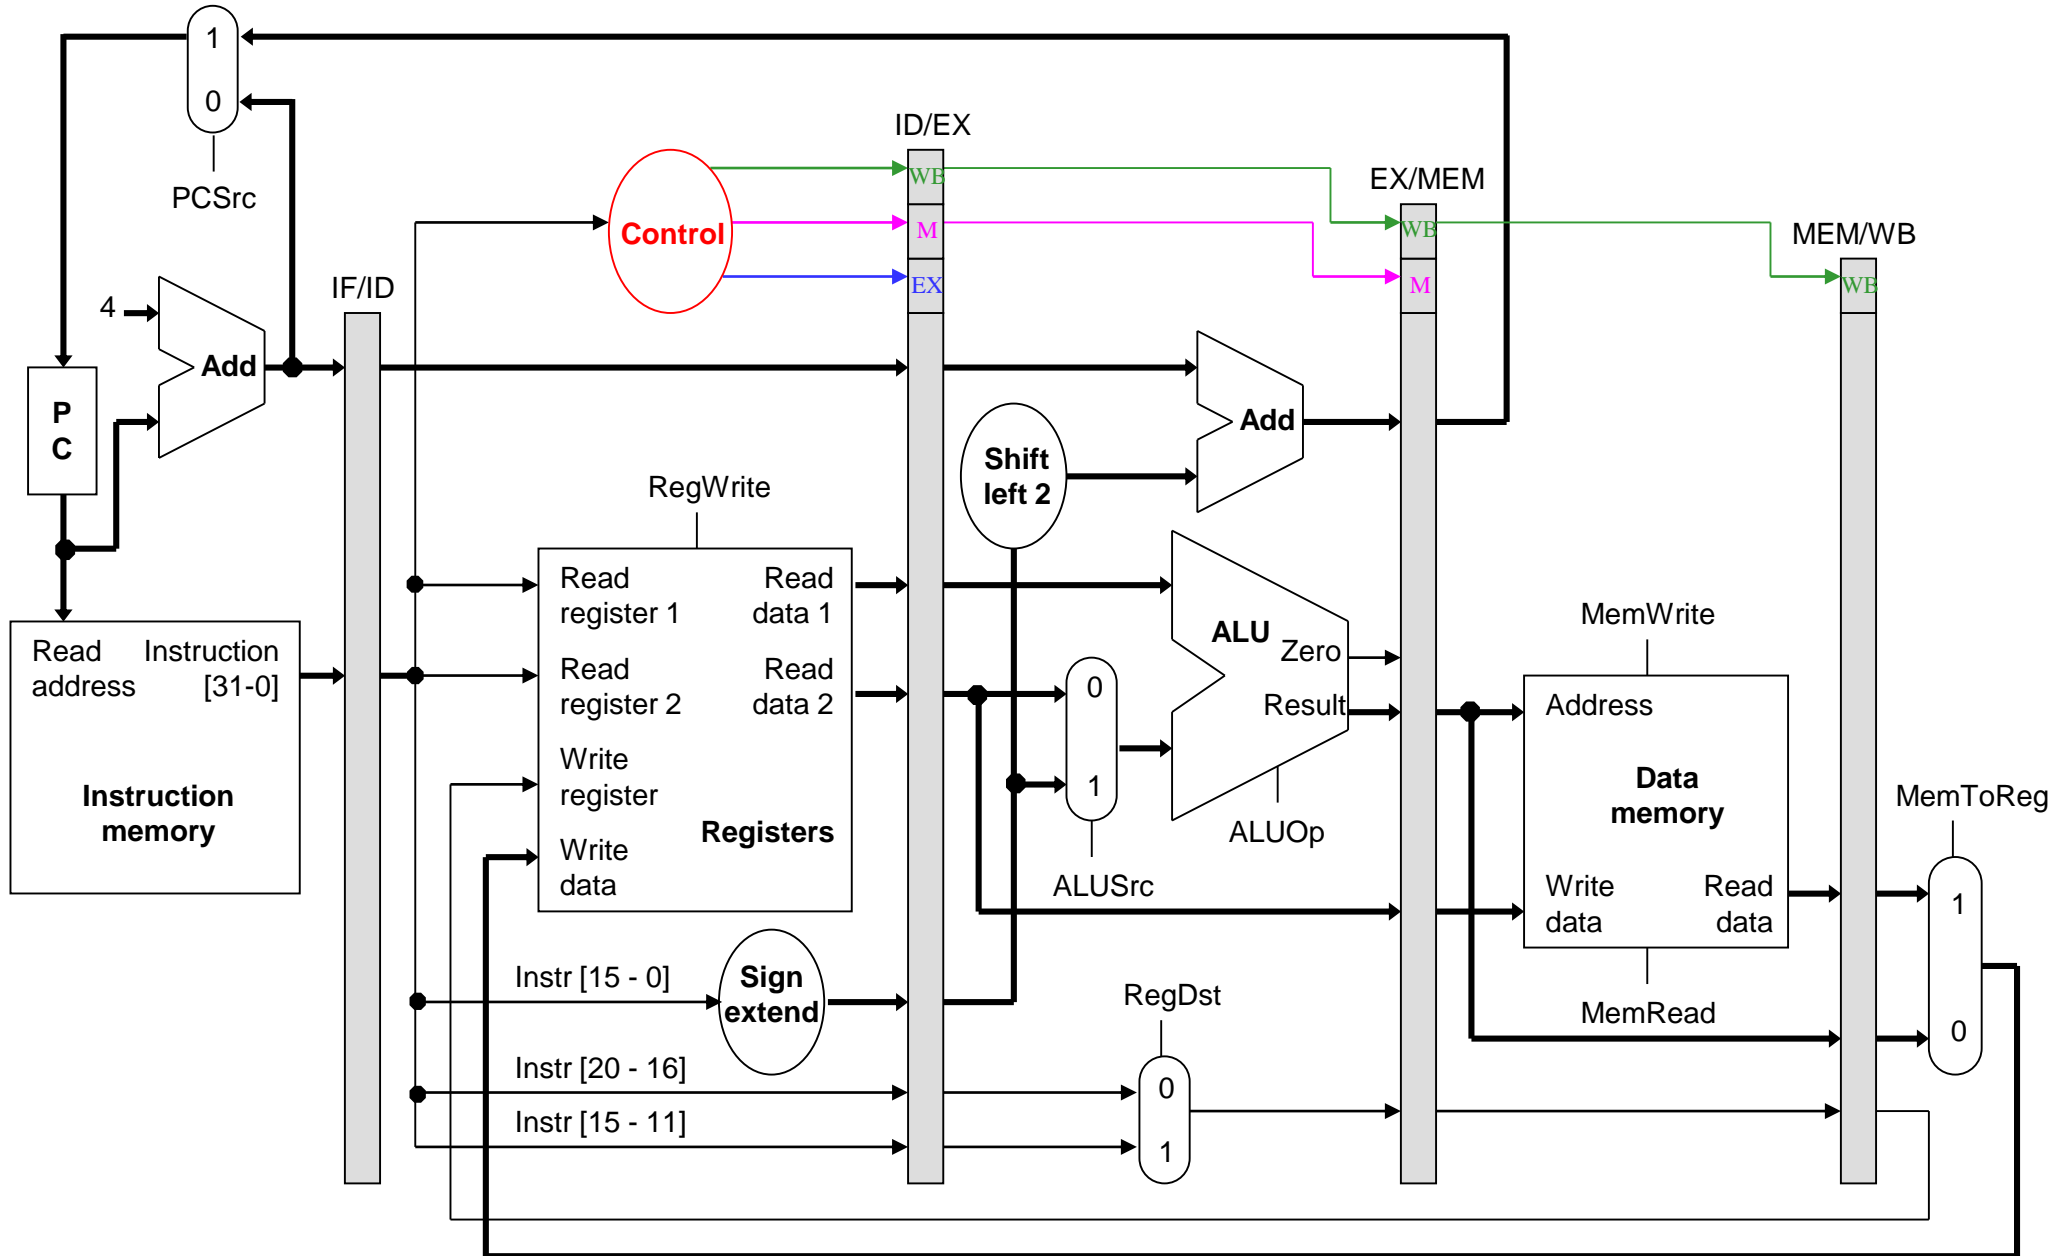 1
0
PCSrc
ID/EX
WB
M
EX
Control
EX/MEM
WB
M
MEM/WB
WB
IF/ID
4
Add
P
C
Add
Shift
left 2
RegWrite
Read
register 1
Read
data 1
Read
register 2
Read
data 2
Write
register
Write
data
Registers
Read
address
Instruction
[31-0]
Instruction
memory
ALU
Zero
Result
ALUOp
0
1
ALUSrc
MemWrite
Address
Data
memory
Write
data
Read
data
MemRead
MemToReg
1
0
Instr [15 - 0]
Sign
extend
RegDst
Instr [20 - 16]
Instr [15 - 11]
0
1